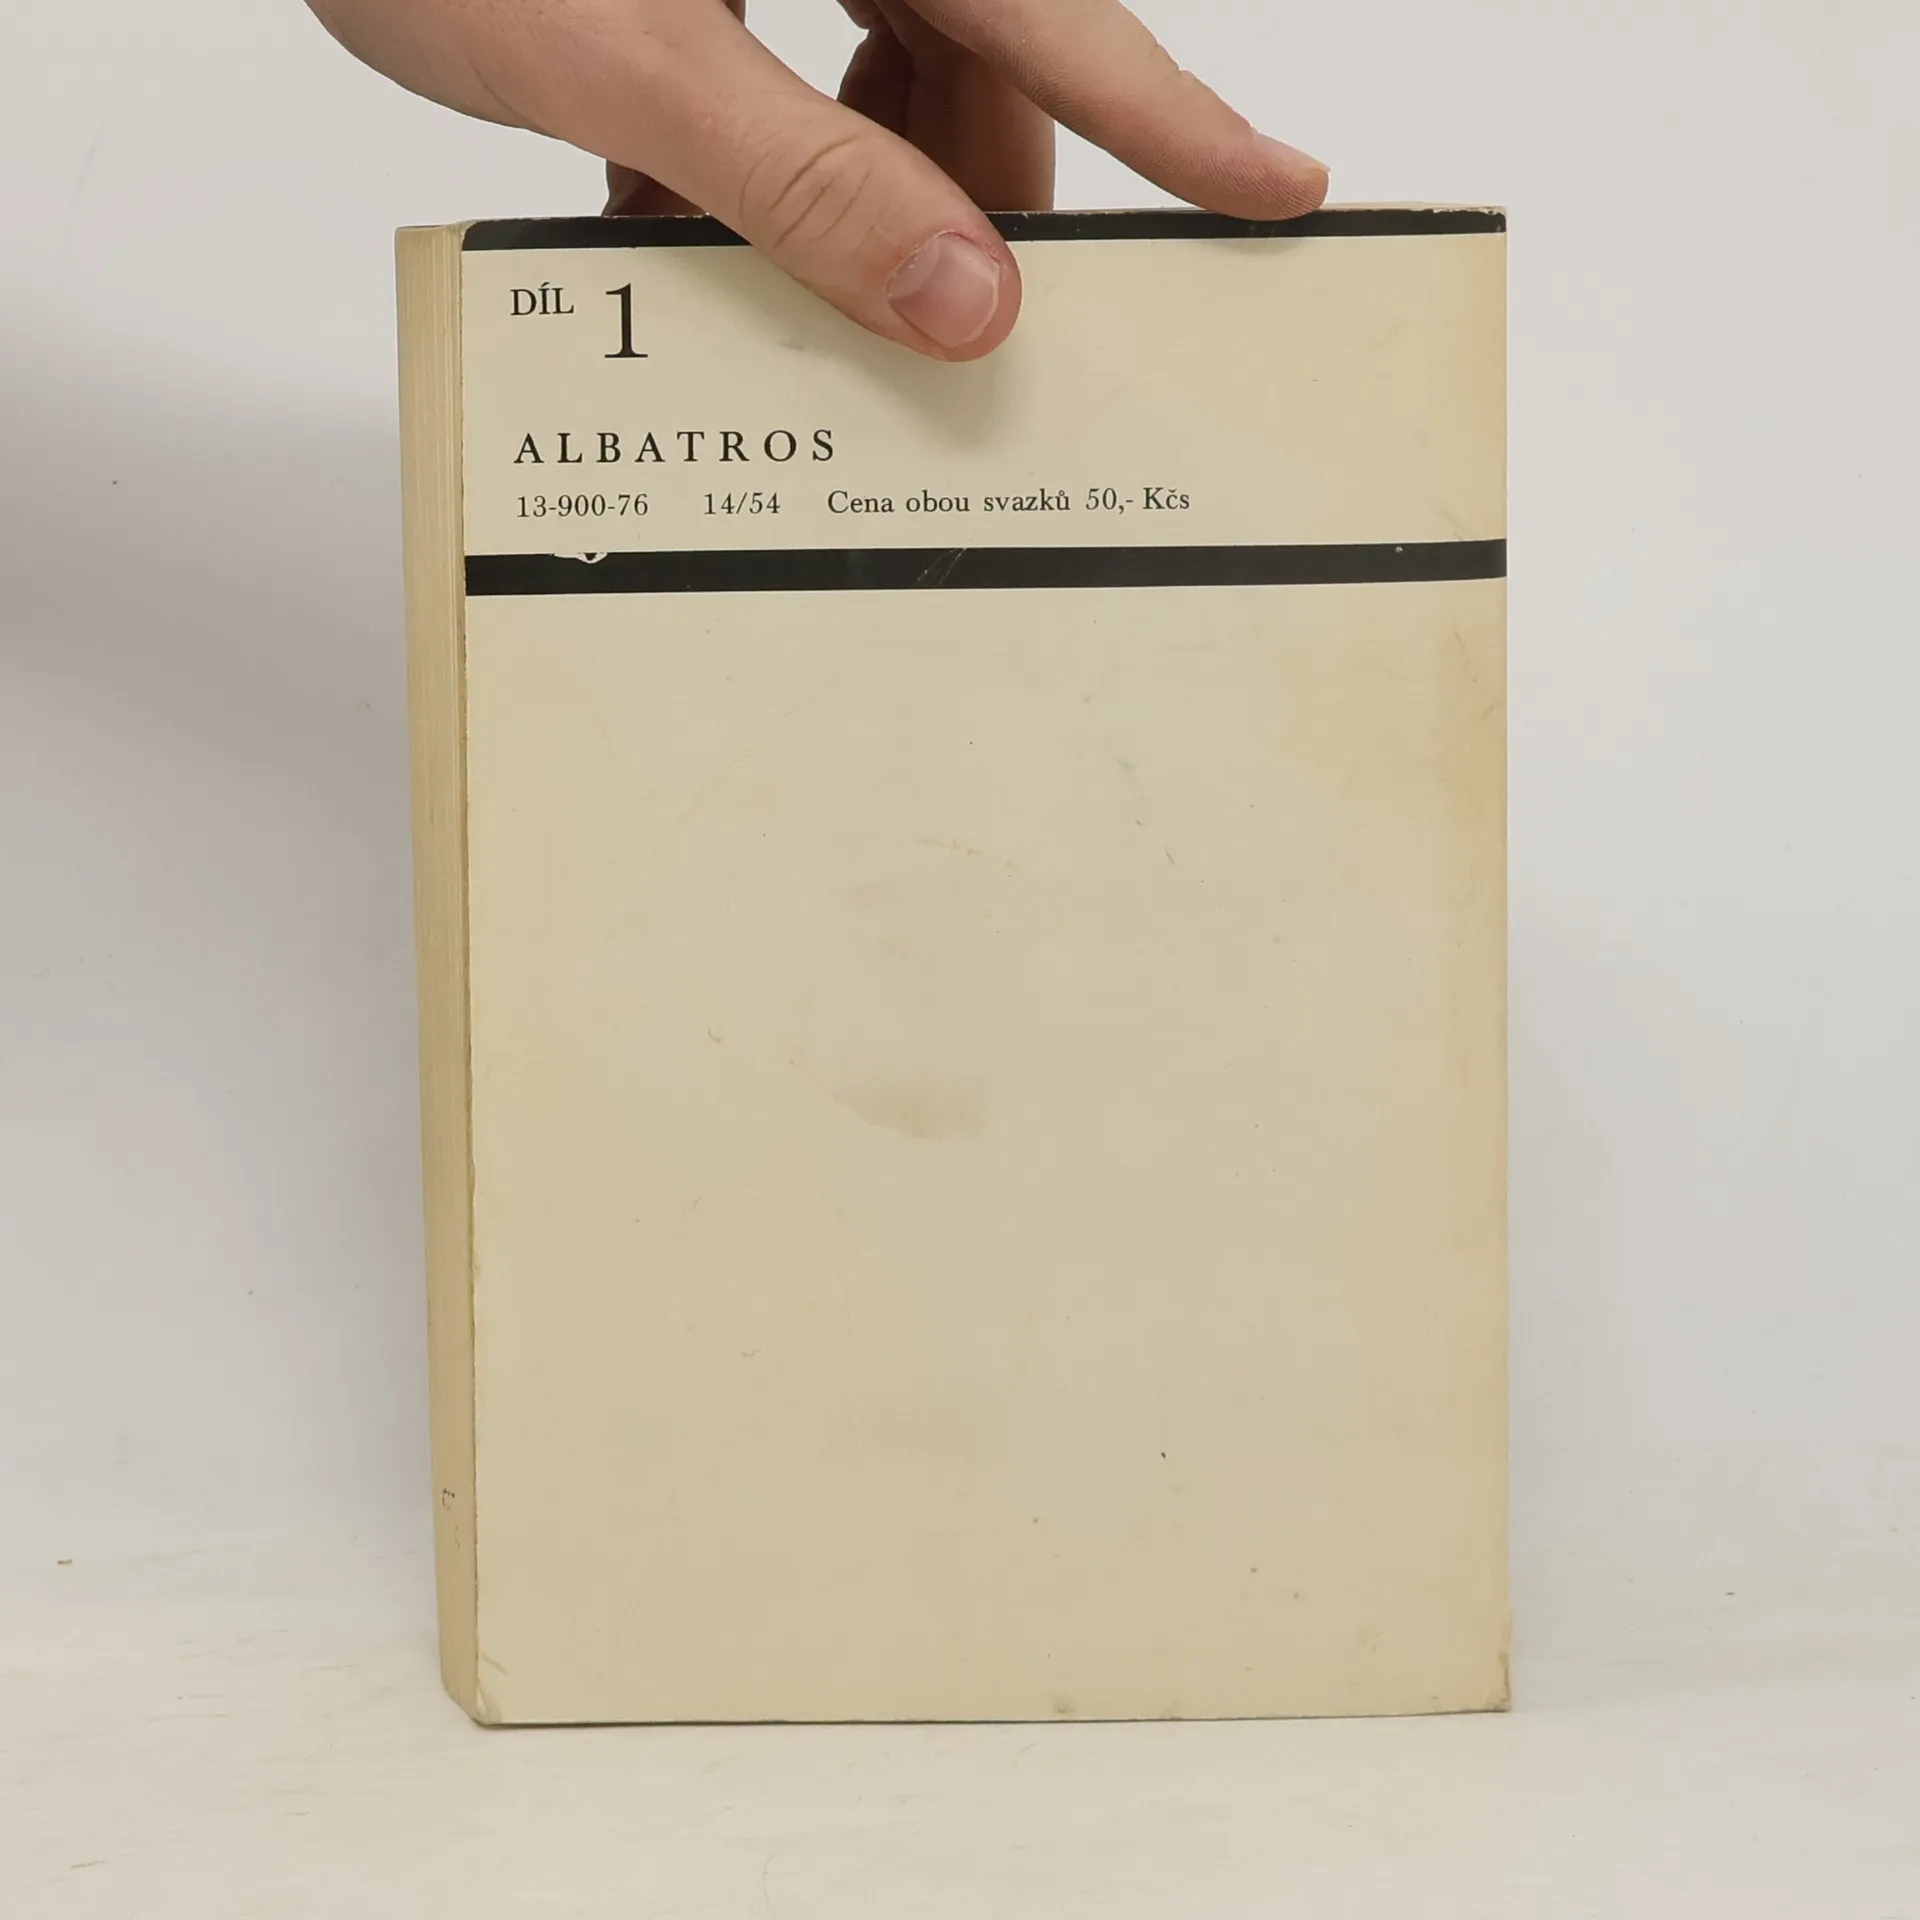 DÍL 1
ALBATROS
13-900-76 14/54 Cena obou svazků 50,- Kčs